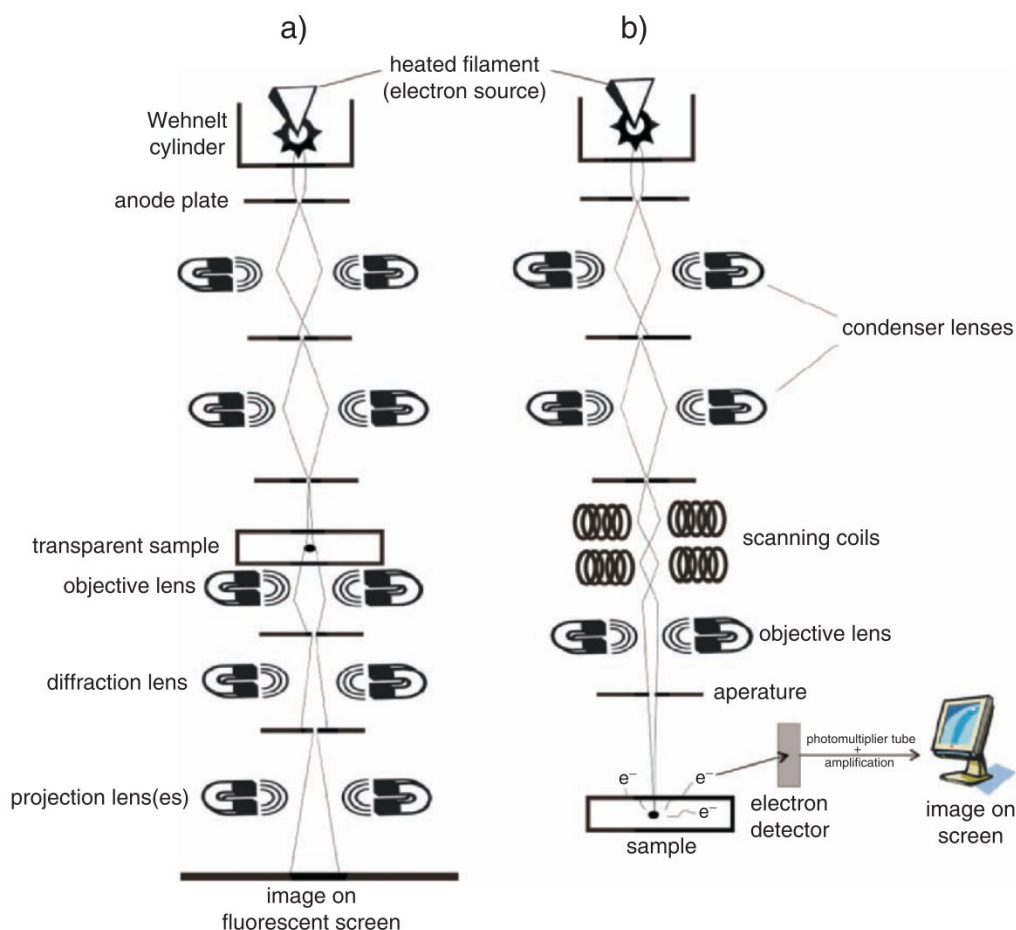 a)
b)
heated filament
(electron source)
Wehnelt
cylinder
anode plate
condenser lenses
transparent sample
objective lens
diffraction lens
projection lens(es)
image on
fluorescent screen
scanning coils
objective lens
aperature
photomultiplier tube
+
amplification
e⁻
e⁻
e⁻
electron
detector
sample
image on
screen